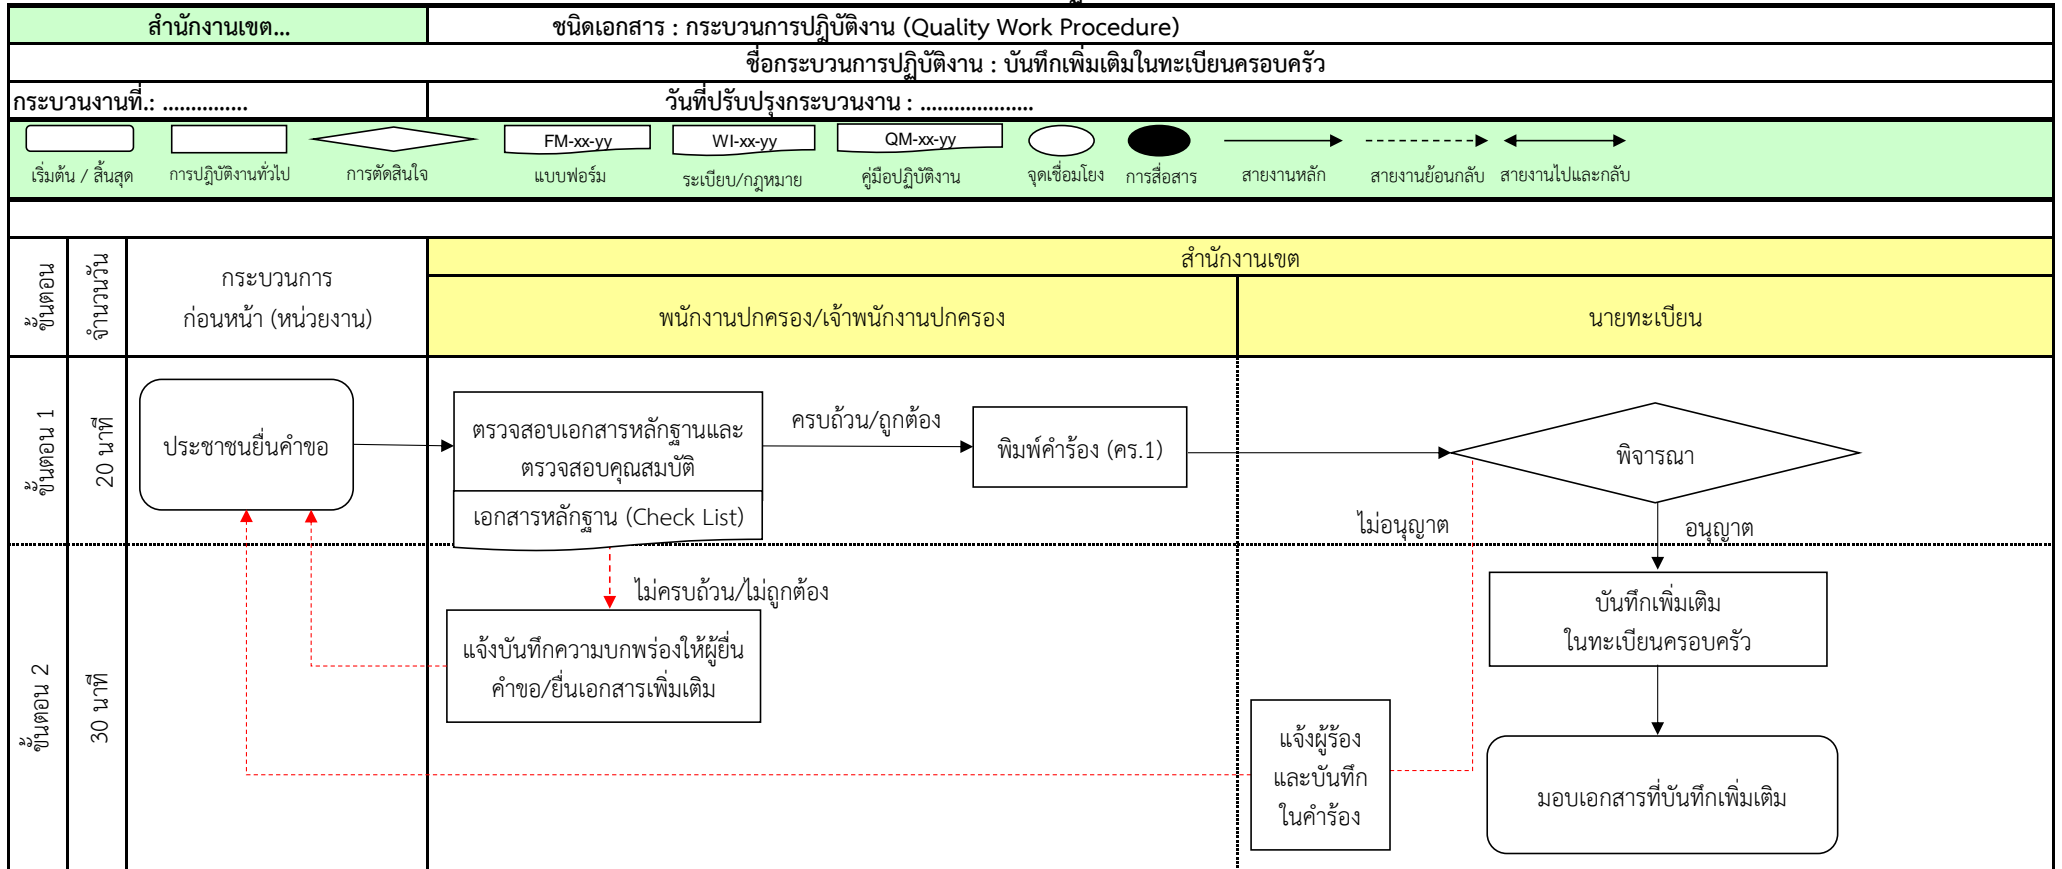 สำนักงานเขต...
ชนิดเอกสาร : กระบวนการปฏิบัติงาน (Quality Work Procedure)
ชื่อกระบวนการปฏิบัติงาน : บันทึกเพิ่มเติมในทะเบียนครอบครัว
กระบวนงานที่.: ...............
วันที่ปรับปรุงกระบวนงาน : ....................
FM-xx-yy
WI-xx-yy
QM-xx-yy
เริ่มต้น / สิ้นสุด
การปฏิบัติงานทั่วไป
การตัดสินใจ
แบบฟอร์ม
ระเบียบ/กฎหมาย
คู่มือปฏิบัติงาน
จุดเชื่อมโยง
การสื่อสาร
สายงานหลัก
สายงานย้อนกลับ
สายงานไปและกลับ
ขั้นตอน
จำนวนวัน
กระบวนการ
ก่อนหน้า (หน่วยงาน)
สำนักงานเขต
พนักงานปกครอง/เจ้าพนักงานปกครอง
นายทะเบียน
ขั้นตอน 1
20 นาที
ประชาชนยื่นคำขอ
ตรวจสอบเอกสารหลักฐานและ
ตรวจสอบคุณสมบัติ
เอกสารหลักฐาน (Check List)
ครบถ้วน/ถูกต้อง
พิมพ์คำร้อง (คร.1)
พิจารณา
ไม่อนุญาต
อนุญาต
ขั้นตอน 2
30 นาที
ไม่ครบถ้วน/ไม่ถูกต้อง
แจ้งบันทึกความบกพร่องให้ผู้ยื่น
คำขอ/ยื่นเอกสารเพิ่มเติม
บันทึกเพิ่มเติม
ในทะเบียนครอบครัว
แจ้งผู้ร้อง
และบันทึก
ในคำร้อง
มอบเอกสารที่บันทึกเพิ่มเติม